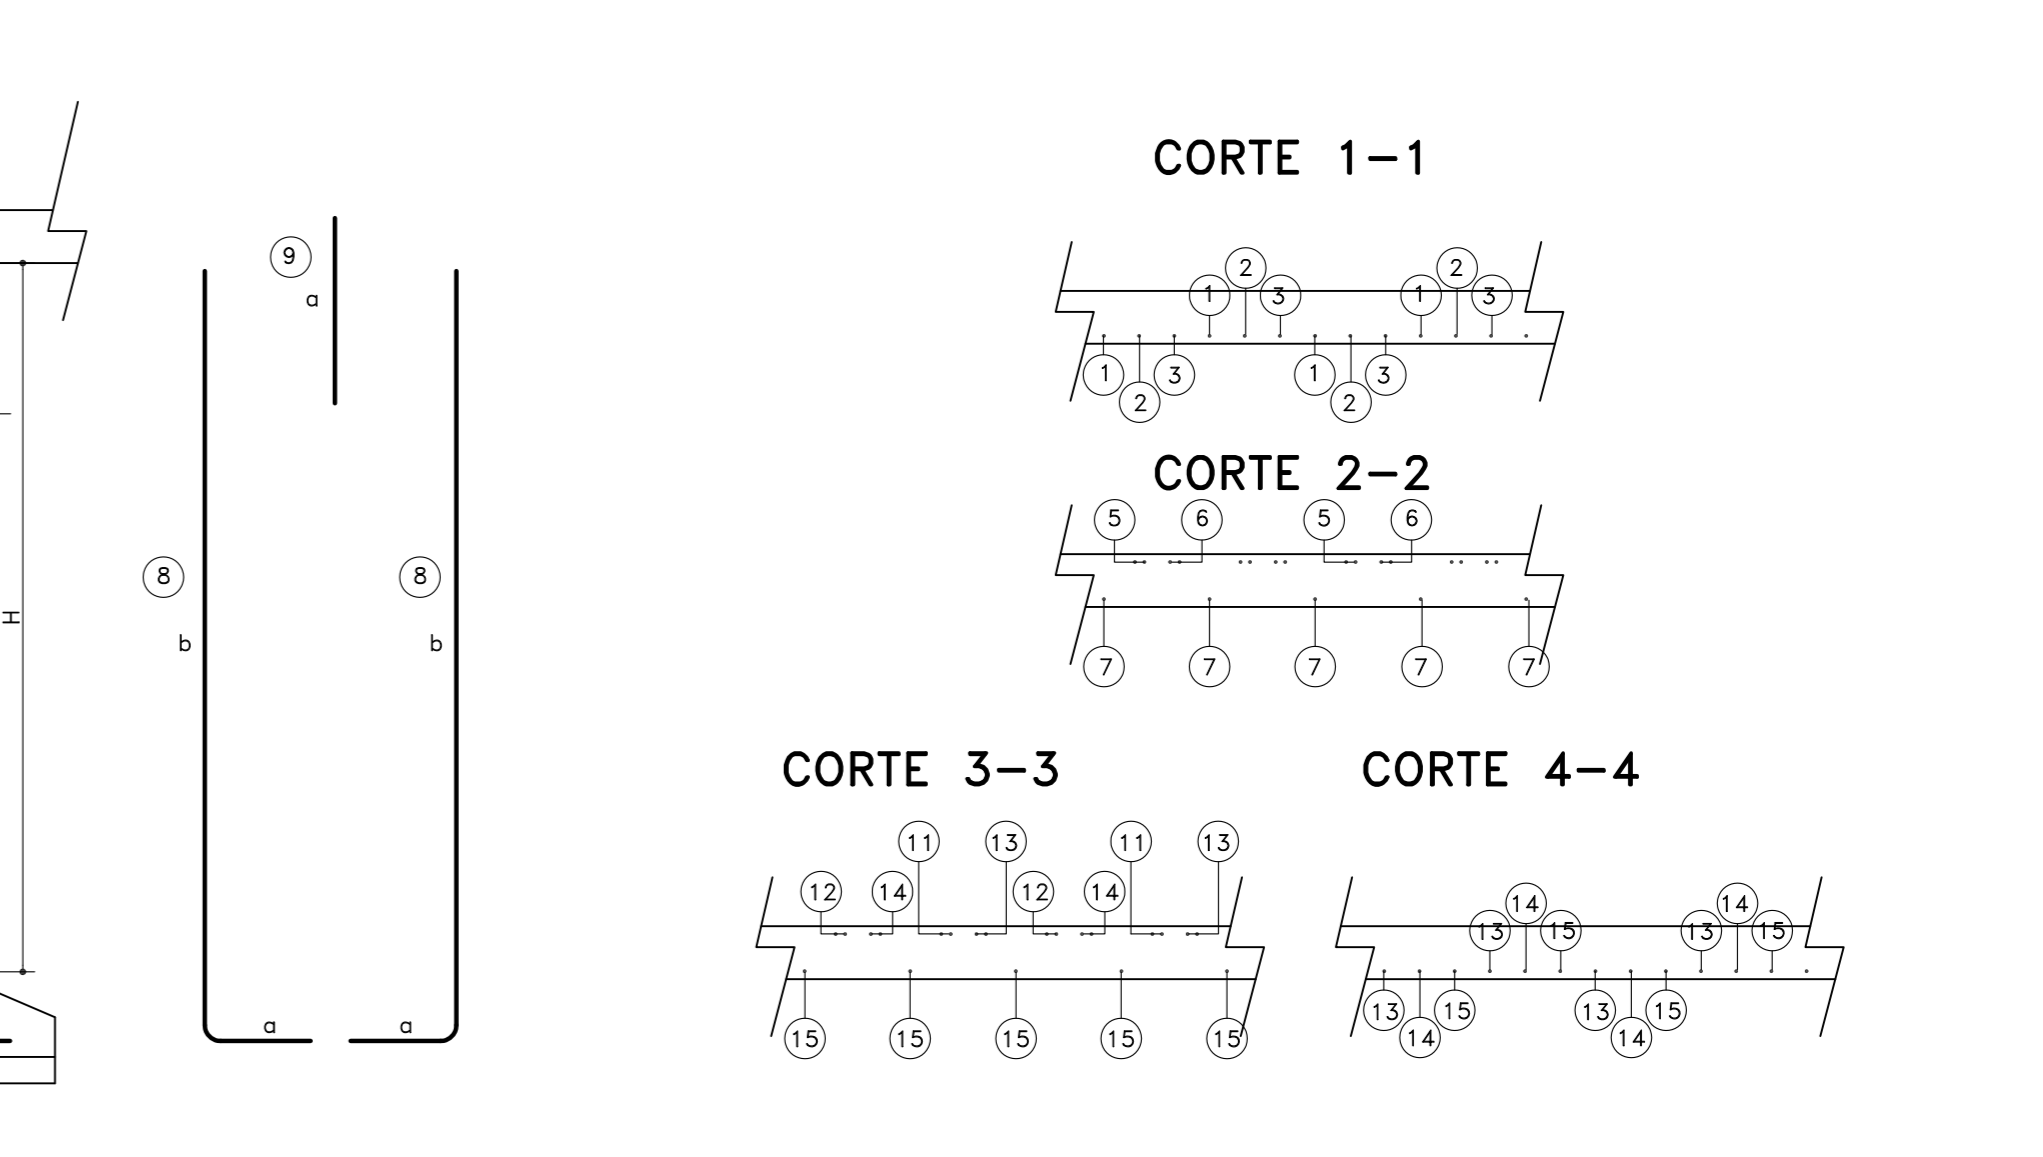 9
a
8
8
b
b
H
a
a
CORTE 1-1
2 2
1 3 1 3
1 3 1 3
2 2
CORTE 2-2
5 6 5 6
7 7 7 7 7
CORTE 3-3
11 13 11 13
12 14 12 14
15 15 15 15 15
CORTE 4-4
14 14
13 15 13 15
13 15 13 15
14 14